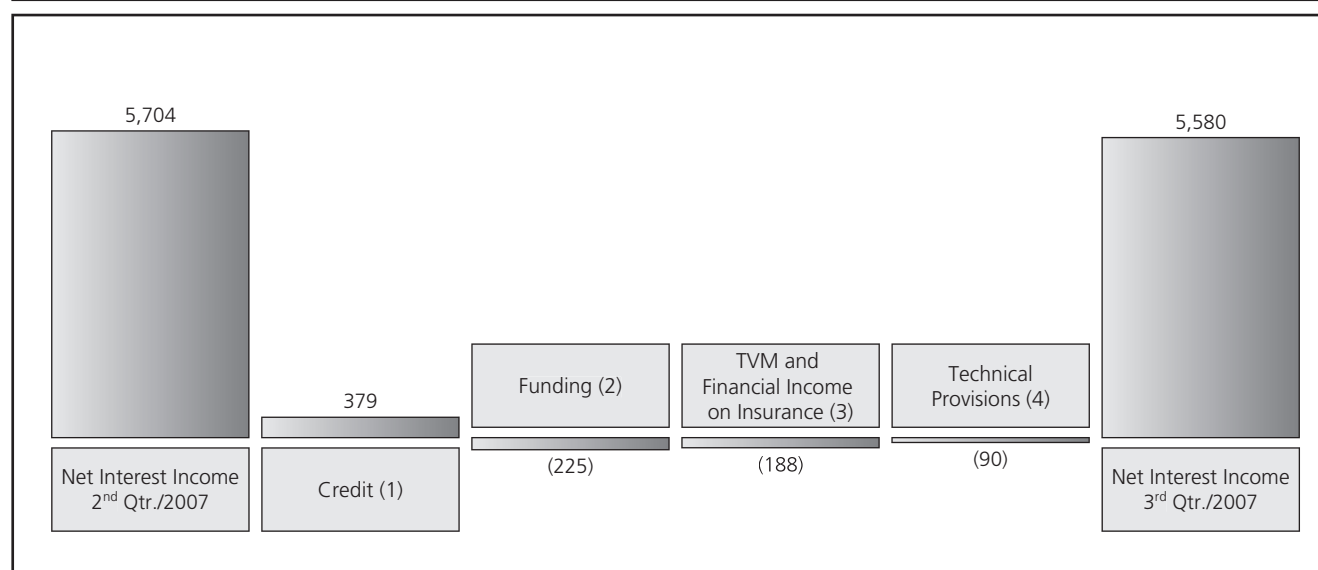 5,704
Net Interest Income
2nd Qtr./2007
379
Credit (1)
Funding (2)
(225)
TVM and
Financial Income
on Insurance (3)
(188)
Technical
Provisions (4)
(90)
5,580
Net Interest Income
3rd Qtr./2007